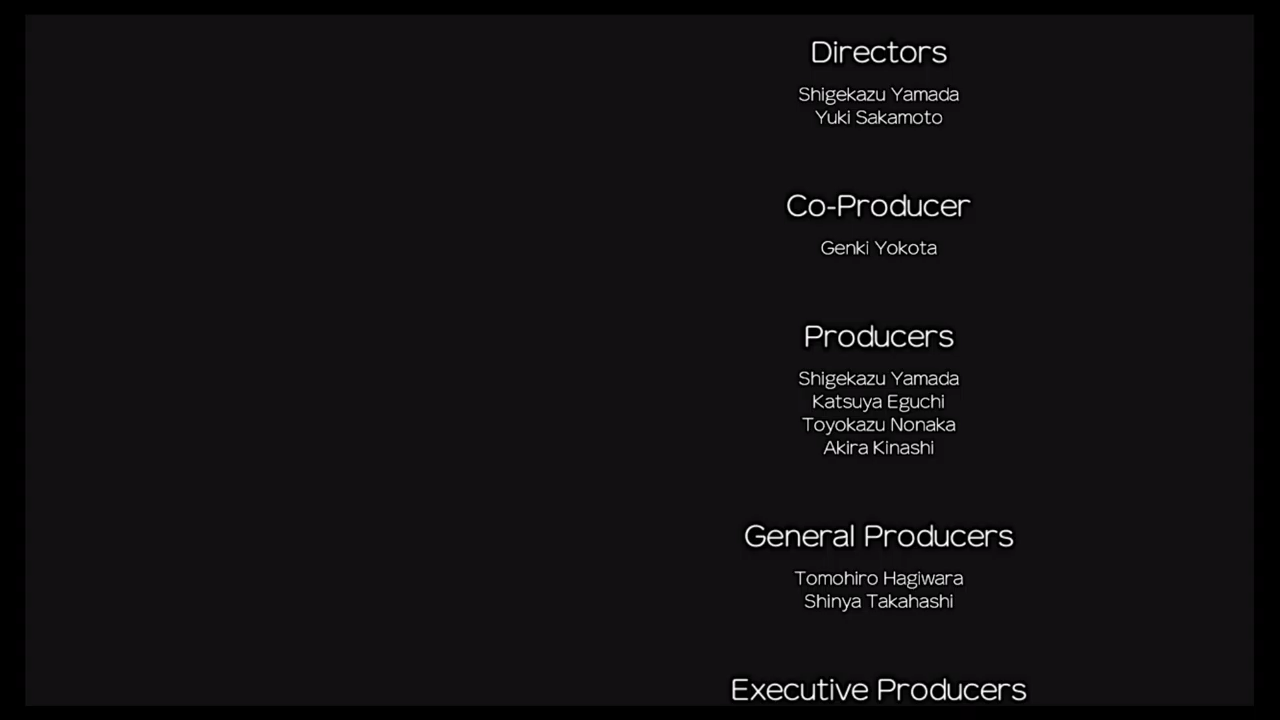 Directors
Shigekazu Yamada
Yuki Sakamoto
Co-Producer
Genki Yokota
Producers
Shigekazu Yamada
Katsuya Eguchi
Toyokazu Nonaka
Akira Kinashi
General Producers
Tomohiro Hagiwara
Shinya Takahashi
Executive Producers